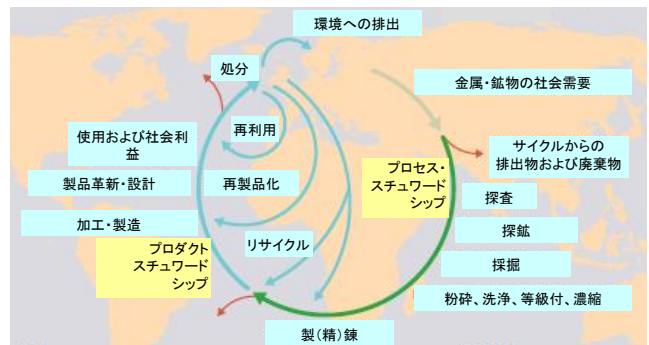 環境への排出
処分
金属・鉱物の社会需要
使用および社会利
益
再利用
サイクルからの
排出物および廃棄物
プロセス・
スチュワード
シップ
製品革新・設計
再製品化
探査
加工・製造
探鉱
プロダクト
スチュワード
シップ
リサイクル
採掘
粉砕、洗浄、等級付、濃縮
製(精)錬